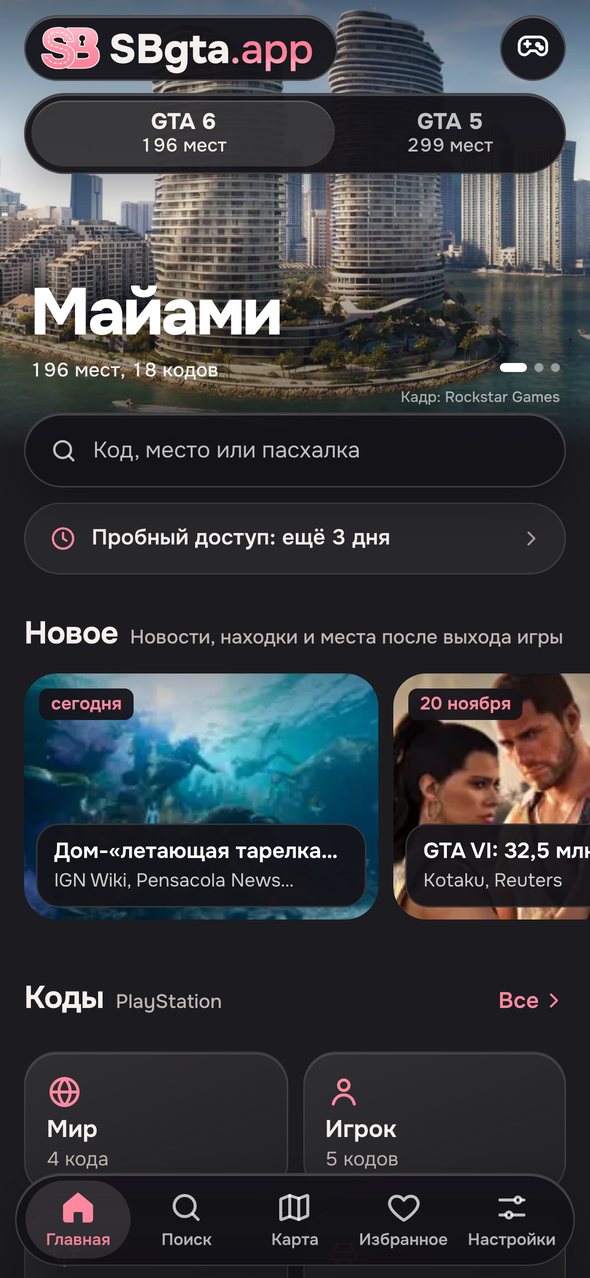 SB SBgta.app
GTA 6
196 мест
GTA 5
299 мест
Майами
196 мест, 18 кодов
Кадр: Rockstar Games
Код, место или пасхалка
Пробный доступ: ещё 3 дня
Новое Новости, находки и места после выхода игры
сегодня
Дом-«летающая тарелка...
IGN Wiki, Pensacola News...
20 ноября
GTA VI: 32,5 млн
Kotaku, Reuters
Коды PlayStation
Все
Мир
4 кода
Игрок
5 кодов
Главная
Поиск
Карта
Избранное
Настройки